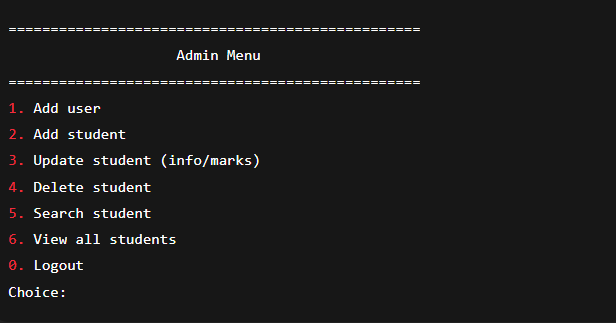 =================================================
Admin Menu
=================================================
1. Add user
2. Add student
3. Update student (info/marks)
4. Delete student
5. Search student
6. View all students
0. Logout
Choice: